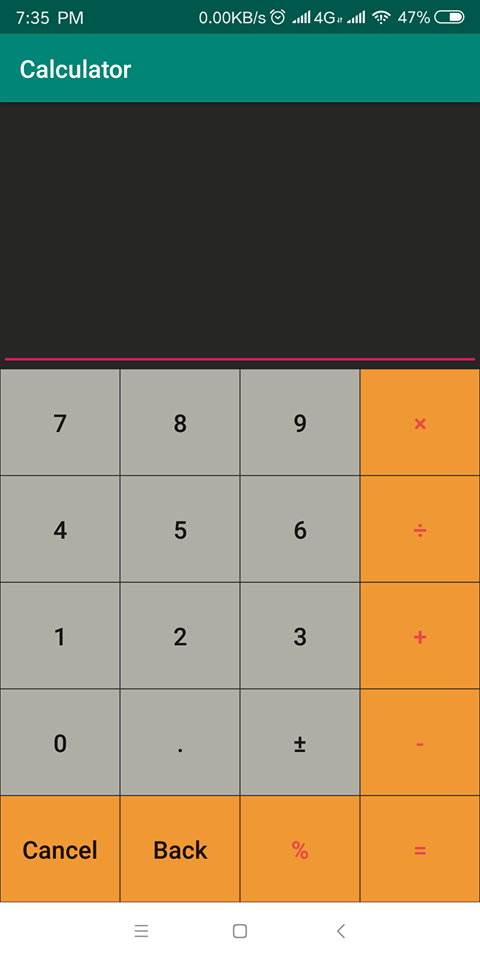 7:35 PM 0.00KB/s 4G 47%
Calculator
7 8 9 ×
4 5 6 ÷
1 2 3 +
0 . ± -
Cancel Back % =